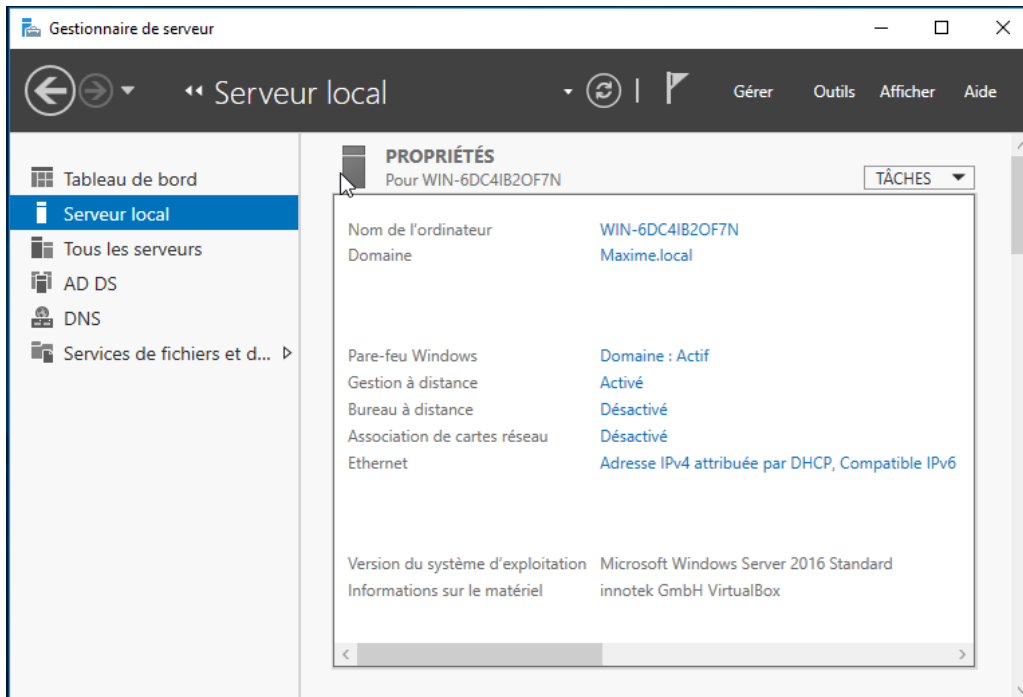 Gestionnaire de serveur
Serveur local
Gérer Outils Afficher Aide
Tableau de bord
Serveur local
Tous les serveurs
AD DS
DNS
Services de fichiers et d...
PROPRIÉTÉS
Pour WIN-6DC4IB2OF7N
TÂCHES
Nom de l'ordinateur WIN-6DC4IB2OF7N
Domaine Maxime.local
Pare-feu Windows Domaine : Actif
Gestion à distance Activé
Bureau à distance Désactivé
Association de cartes réseau Désactivé
Ethernet Adresse IPv4 attribuée par DHCP, Compatible IPv6
Version du système d'exploitation Microsoft Windows Server 2016 Standard
Informations sur le matériel innotek GmbH VirtualBox